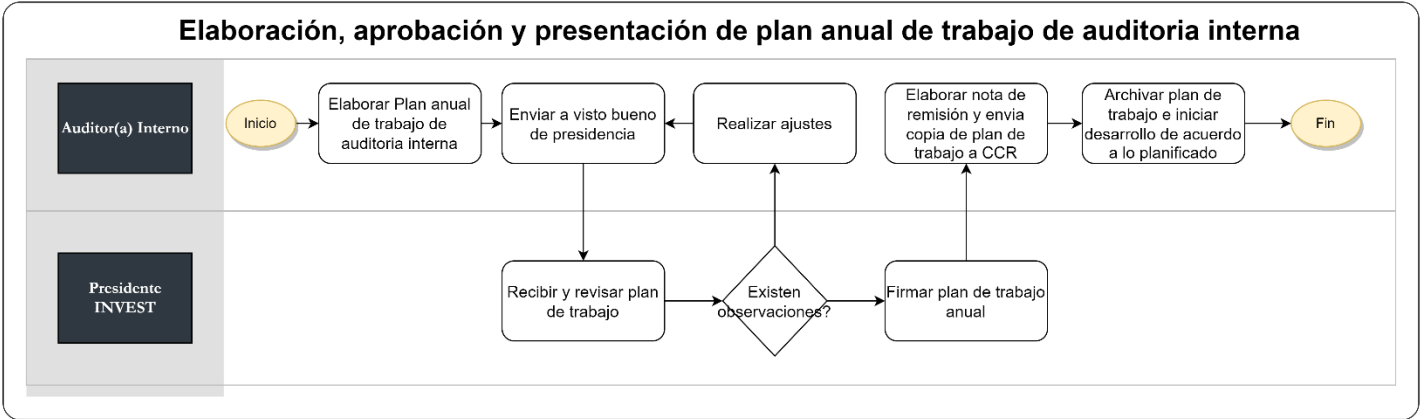 Elaboración, aprobación y presentación de plan anual de trabajo de auditoria interna
Auditor(a) Interno
Inicio
Elaborar Plan anual
de trabajo de
auditoria interna
Enviar a visto bueno
de presidencia
Realizar ajustes
Elaborar nota de
remisión y envia
copia de plan de
trabajo a CCR
Archivar plan de
trabajo e iniciar
desarrollo de acuerdo
a lo planificado
Fin
Presidente
INVEST
Recibir y revisar plan
de trabajo
Existen
observaciones?
Firmar plan de trabajo
anual